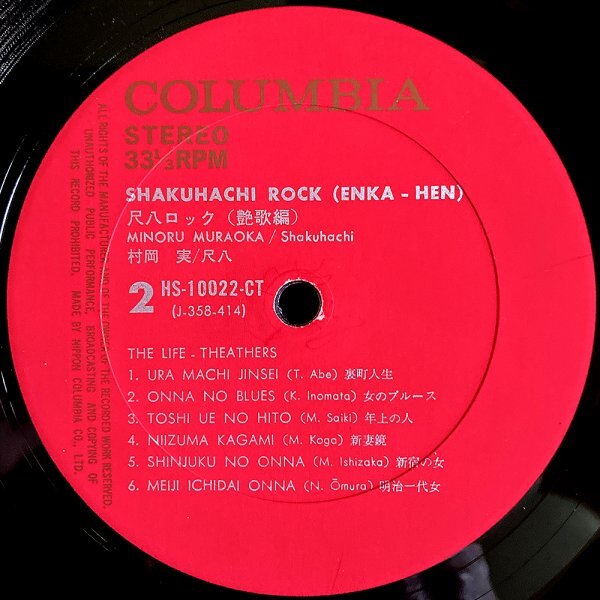 COLUMBIA
STEREO
33⅓RPM
SHAKUHACHI ROCK (ENKA - HEN)
尺八ロック（艶歌編）
MINORU MURAOKA / Shakuhachi
村岡 実/尺八
2 HS-10022-CT
(J-358-414)
THE LIFE - THEATHERS
1. URA MACHI JINSEI (T. Abe) 裏町人生
2. ONNA NO BLUES (K. Inomata) 女のブルース
3. TOSHI UE NO HITO (M. Saiki) 年上の人
4. NIIZUMA KAGAMI (M. Koga) 新妻鏡
5. SHINJUKU NO ONNA (M. Ishizaka) 新宿の女
6. MEIJI ICHIDAI ONNA (N. Ōmura) 明治一代女
ALL RIGHTS OF THE MANUFACTURER AND OF THE OWNER OF THE RECORDED WORK RESERVED.
UNAUTHORIZED PUBLIC PERFORMANCE, BROADCASTING AND COPYING OF
THIS RECORD PROHIBITED. MADE BY NIPPON COLUMBIA CO., LTD.